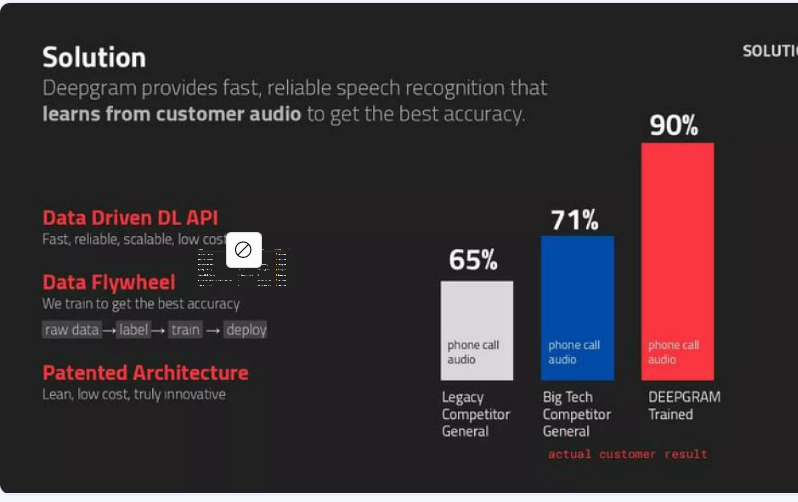 Solution
SOLUTI
Deepgram provides fast, reliable speech recognition that
learns from customer audio to get the best accuracy.
Data Driven DL API
Fast, reliable, scalable, low cost
Data Flywheel
We train to get the best accuracy
raw data → label → train → deploy
Patented Architecture
Lean, low cost, truly innovative
65%
phone call
audio
Legacy
Competitor
General
71%
phone call
audio
Big Tech
Competitor
General
90%
phone call
audio
DEEPGRAM
Trained
actual customer result